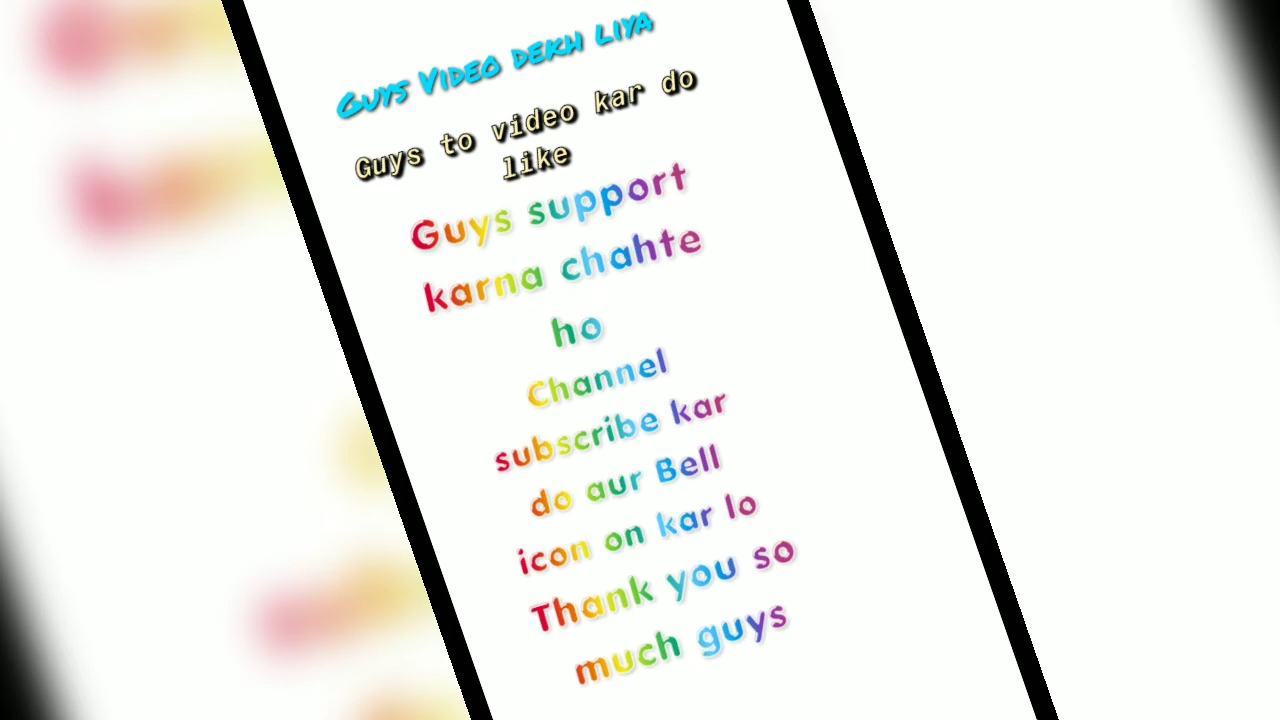 Guys Video dekh liya
Guys to video kar do
like
Guys support
karna chahte
ho
Channel
subscribe kar
do aur Bell
icon on kar lo
Thank you so
much guys